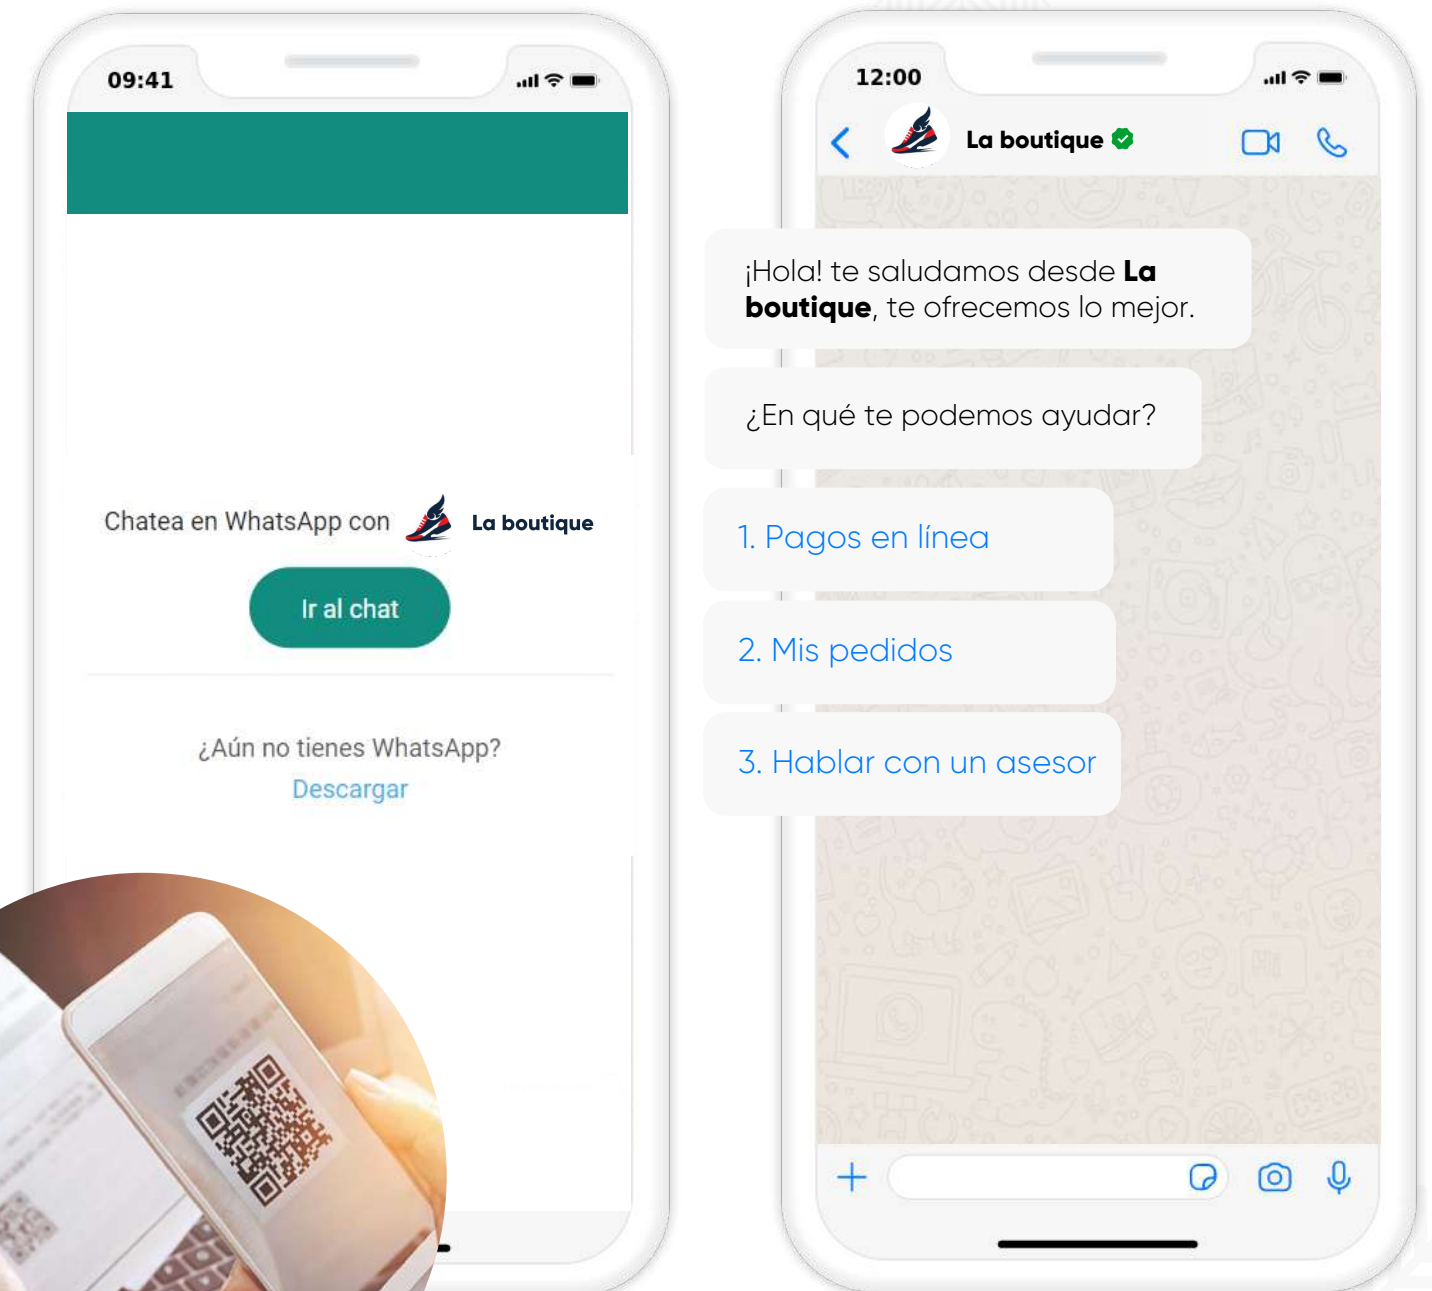 09:41
Chatea en WhatsApp con La boutique
Ir al chat
¿Aún no tienes WhatsApp?
Descargar
12:00
La boutique
¡Hola! te saludamos desde La
boutique, te ofrecemos lo mejor.
¿En qué te podemos ayudar?
1. Pagos en línea
2. Mis pedidos
3. Hablar con un asesor